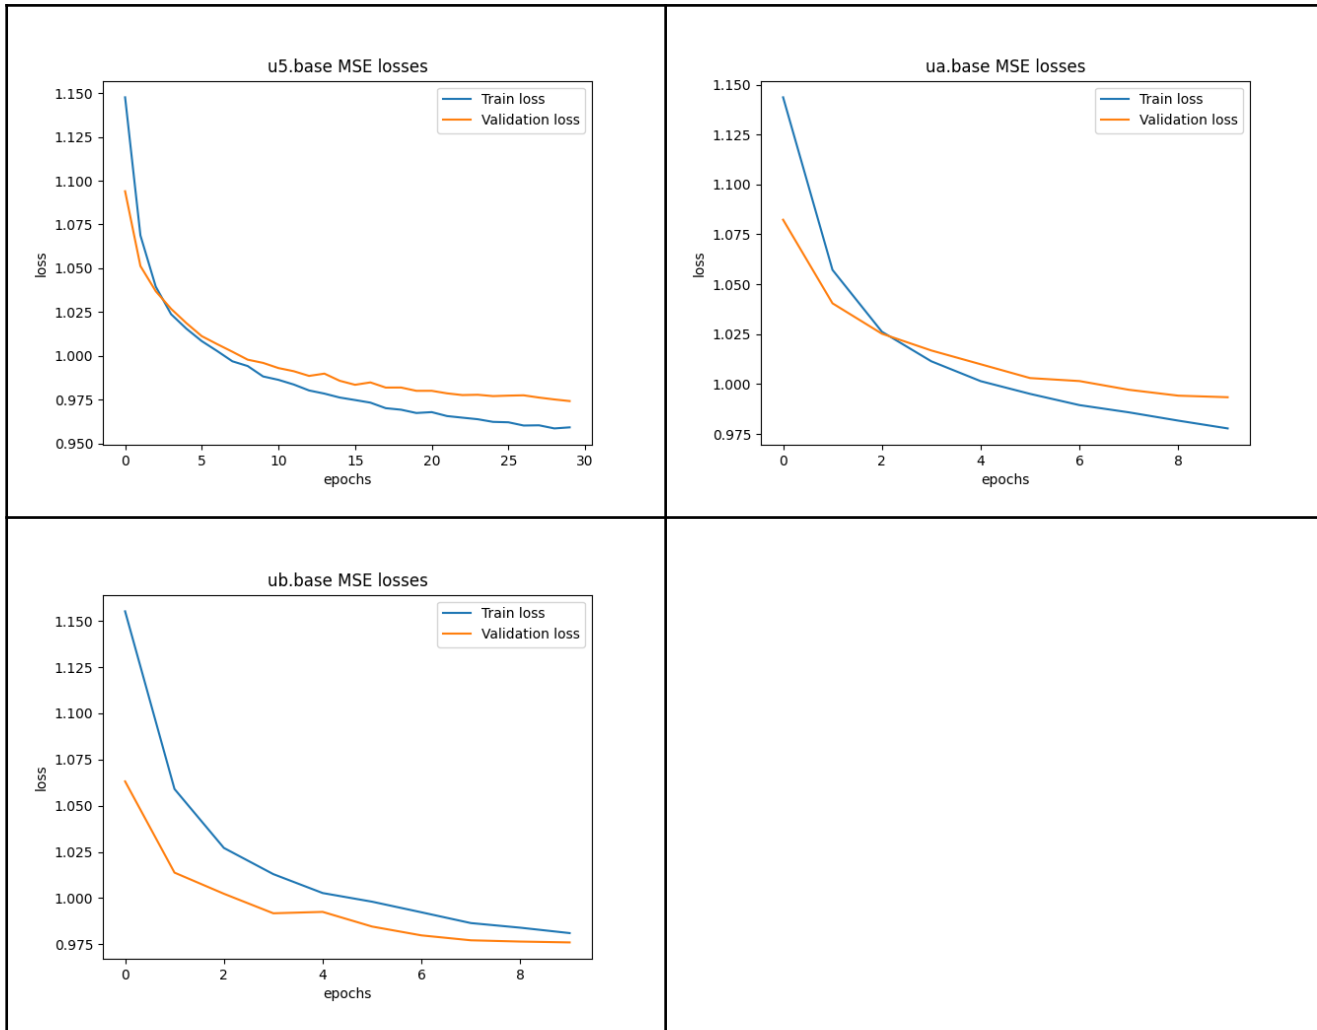 u5.base MSE losses
Train loss
Validation loss
loss
1.150
1.125
1.100
1.075
1.050
1.025
1.000
0.975
0.950
0 5 10 15 20 25 30
epochs
ua.base MSE losses
Train loss
Validation loss
loss
1.150
1.125
1.100
1.075
1.050
1.025
1.000
0.975
0 2 4 6 8
epochs
ub.base MSE losses
Train loss
Validation loss
loss
1.150
1.125
1.100
1.075
1.050
1.025
1.000
0.975
0 2 4 6 8
epochs